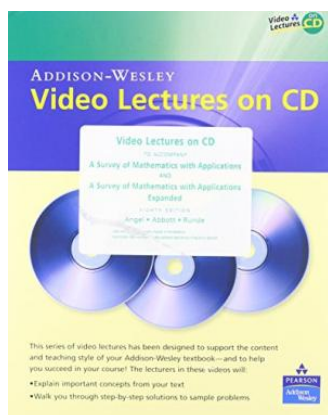 Video Lectures on CD
ADDISON-WESLEY
Video Lectures on CD
Video Lectures on CD
TO ACCOMPANY
A Survey of Mathematics with Applications
AND
A Survey of Mathematics with Applications
Expanded
EIGHTH EDITION
Angel • Abbott • Runde
This series of video lectures has been designed to support the content
and teaching style of your Addison-Wesley textbook—and to help
you succeed in your course! The lecturers in these videos will:
•Explain important concepts from your text
•Walk you through step-by-step solutions to sample problems
PEARSON
Addison
Wesley